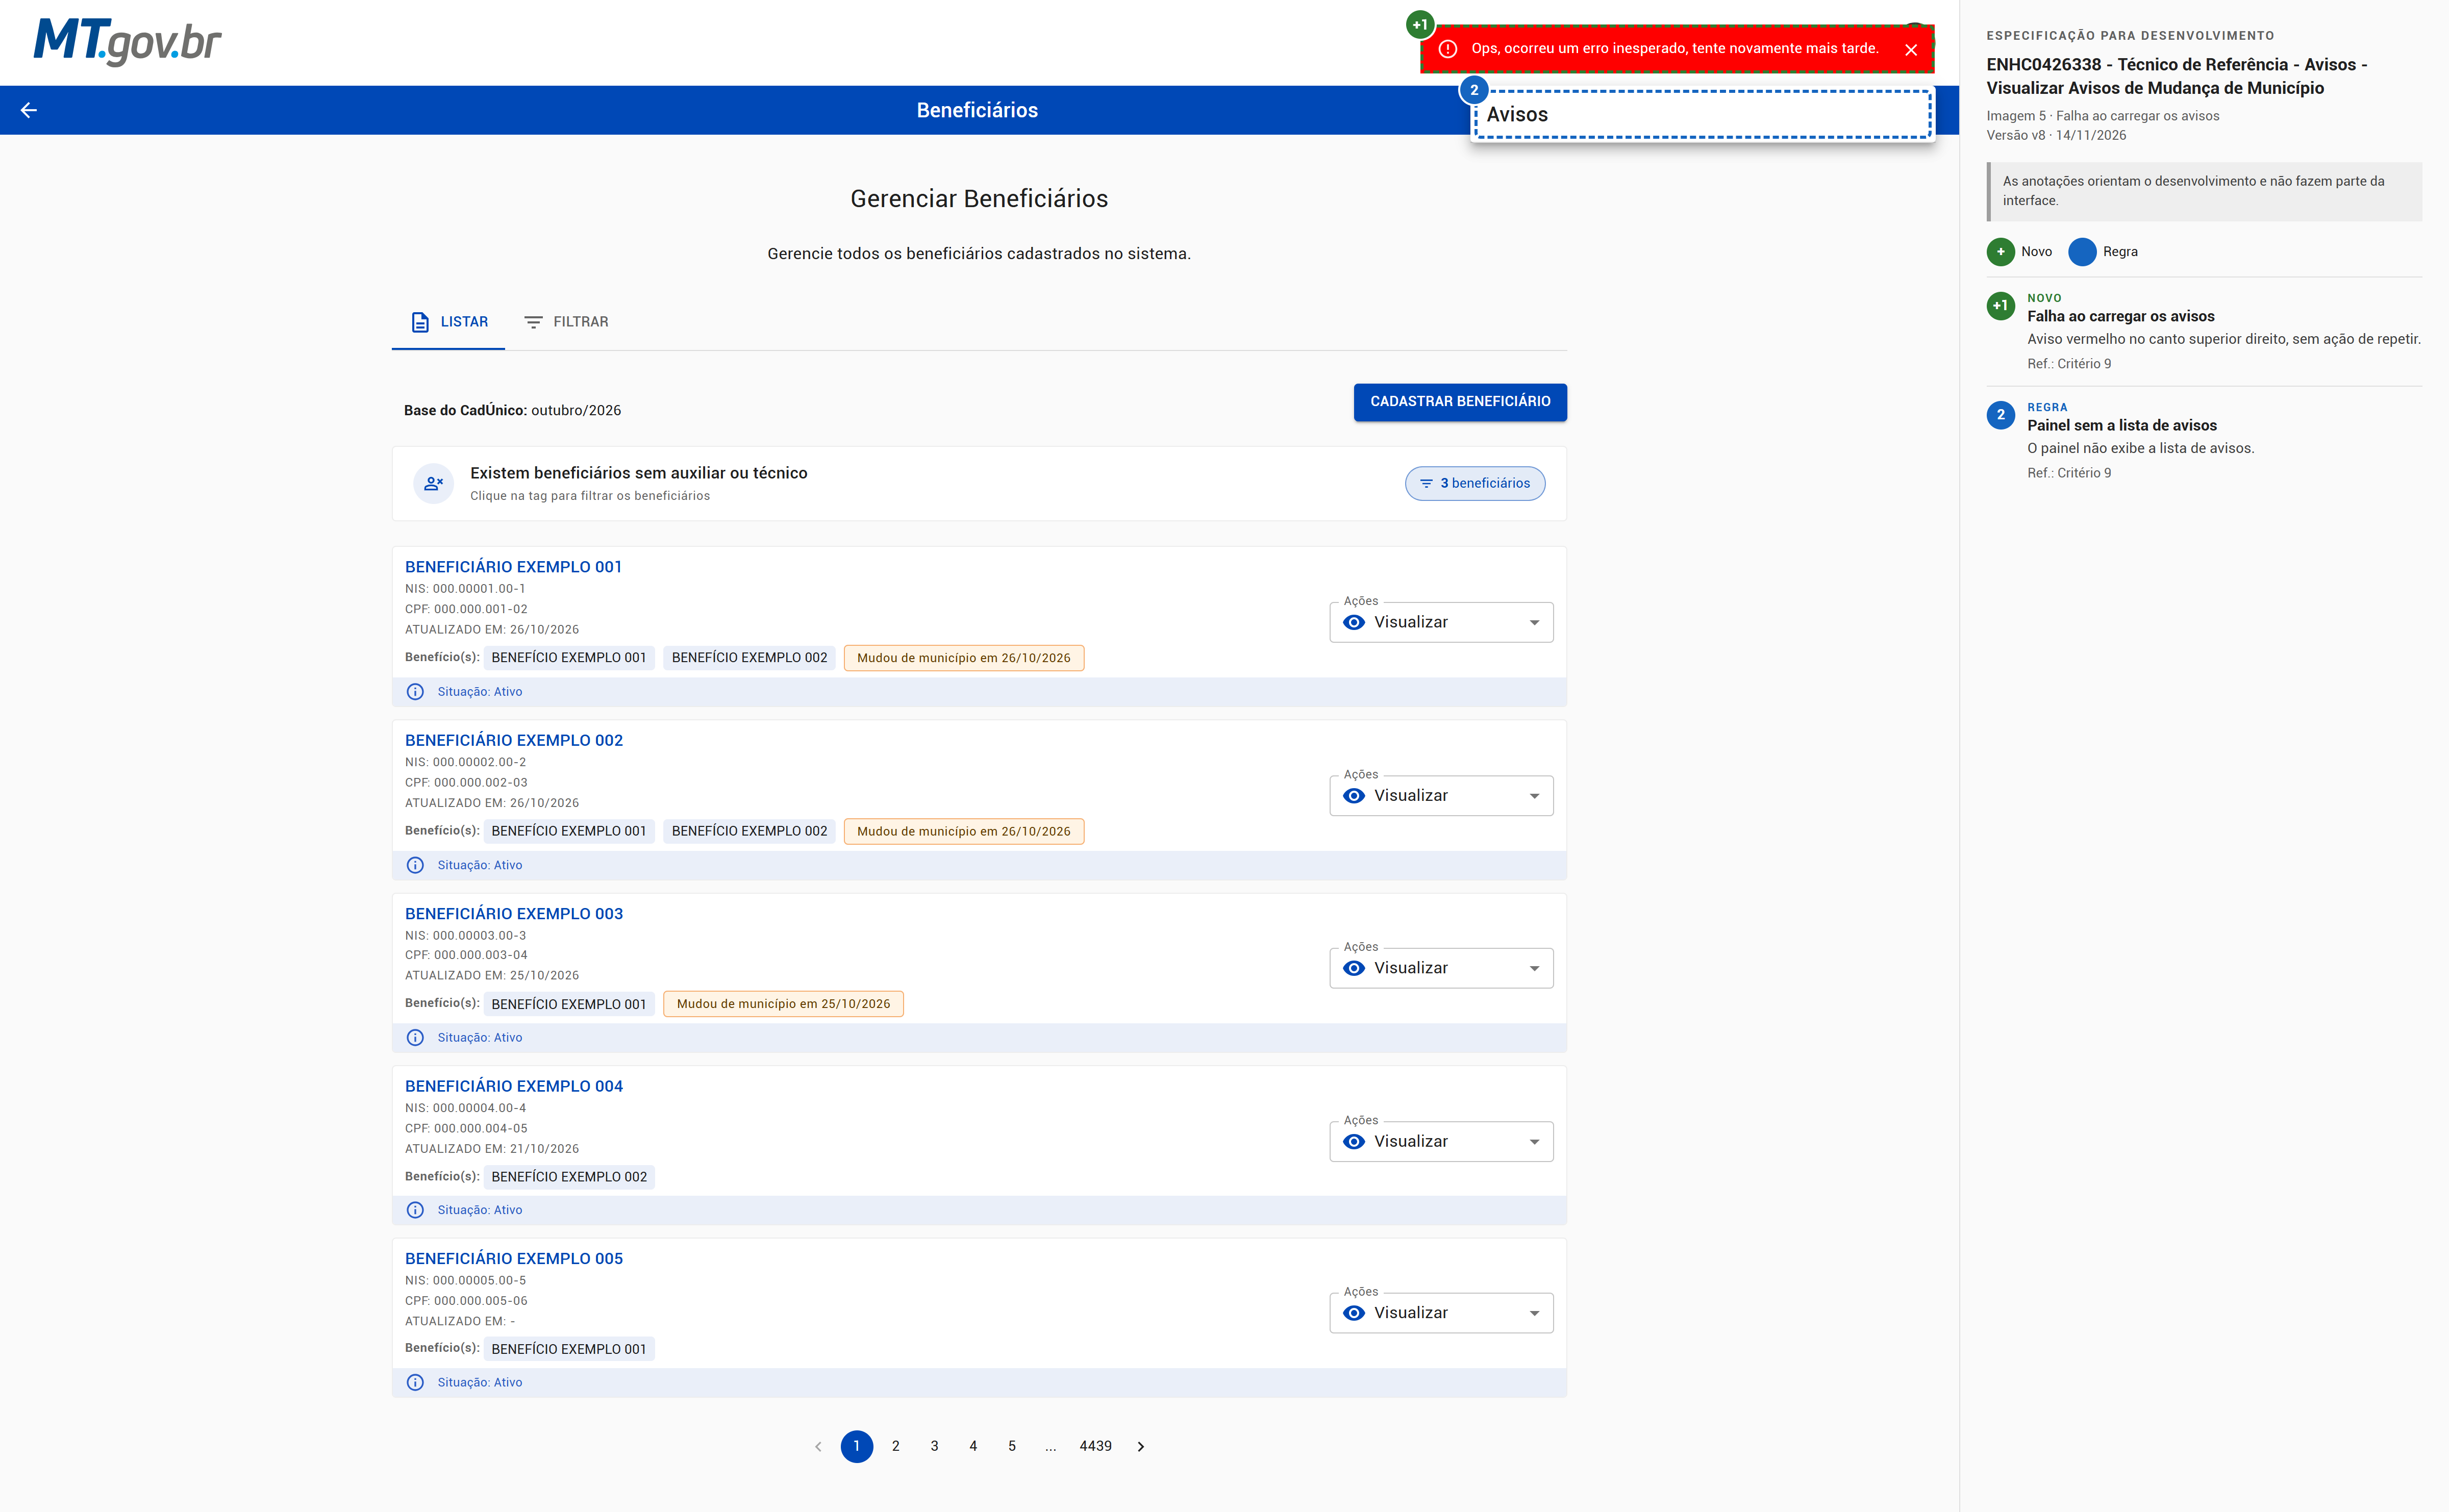 MT.gov.br
+1
Ops, ocorreu um erro inesperado, tente novamente mais tarde.
Beneficiários
2
Avisos
Gerenciar Beneficiários
Gerencie todos os beneficiários cadastrados no sistema.
LISTAR
FILTRAR
Base do CadÚnico: outubro/2026
CADASTRAR BENEFICIÁRIO
Existem beneficiários sem auxiliar ou técnico
Clique na tag para filtrar os beneficiários
3 beneficiários
BENEFICIÁRIO EXEMPLO 001
NIS: 000.00001.00-1
CPF: 000.000.001-02
ATUALIZADO EM: 26/10/2026
Benefício(s): BENEFÍCIO EXEMPLO 001 BENEFÍCIO EXEMPLO 002 Mudou de município em 26/10/2026
Ações
Visualizar
Situação: Ativo
BENEFICIÁRIO EXEMPLO 002
NIS: 000.00002.00-2
CPF: 000.000.002-03
ATUALIZADO EM: 26/10/2026
Benefício(s): BENEFÍCIO EXEMPLO 001 BENEFÍCIO EXEMPLO 002 Mudou de município em 26/10/2026
Ações
Visualizar
Situação: Ativo
BENEFICIÁRIO EXEMPLO 003
NIS: 000.00003.00-3
CPF: 000.000.003-04
ATUALIZADO EM: 25/10/2026
Benefício(s): BENEFÍCIO EXEMPLO 001 Mudou de município em 25/10/2026
Ações
Visualizar
Situação: Ativo
BENEFICIÁRIO EXEMPLO 004
NIS: 000.00004.00-4
CPF: 000.000.004-05
ATUALIZADO EM: 21/10/2026
Benefício(s): BENEFÍCIO EXEMPLO 002
Ações
Visualizar
Situação: Ativo
BENEFICIÁRIO EXEMPLO 005
NIS: 000.00005.00-5
CPF: 000.000.005-06
ATUALIZADO EM: -
Benefício(s): BENEFÍCIO EXEMPLO 001
Ações
Visualizar
Situação: Ativo
1 2 3 4 5 ... 4439
ESPECIFICAÇÃO PARA DESENVOLVIMENTO
ENHC0426338 - Técnico de Referência - Avisos -
Visualizar Avisos de Mudança de Município
Imagem 5 · Falha ao carregar os avisos
Versão v8 · 14/11/2026
As anotações orientam o desenvolvimento e não fazem parte da
interface.
+ Novo
Regra
+1
NOVO
Falha ao carregar os avisos
Aviso vermelho no canto superior direito, sem ação de repetir.
Ref.: Critério 9
2
REGRA
Painel sem a lista de avisos
O painel não exibe a lista de avisos.
Ref.: Critério 9